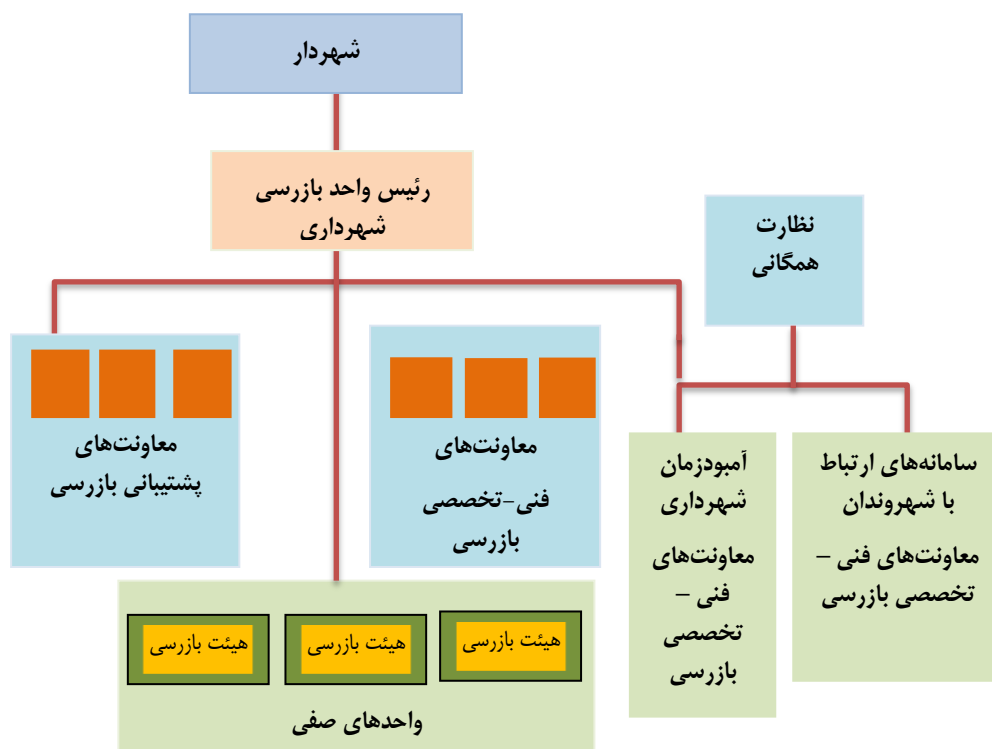 شهردار
رئیس واحد بازرسی
شهرداری
نظارت
همگانی
معاونت‌های
پشتیبانی بازرسی
معاونت‌های
فنی-تخصصی
بازرسی
آمبودزمان
شهرداری
معاونت‌های
فنی –
تخصصی
بازرسی
سامانه‌های ارتباط
با شهروندان
معاونت‌های فنی –
تخصصی بازرسی
هیئت بازرسی
هیئت بازرسی
هیئت بازرسی
واحدهای صفی